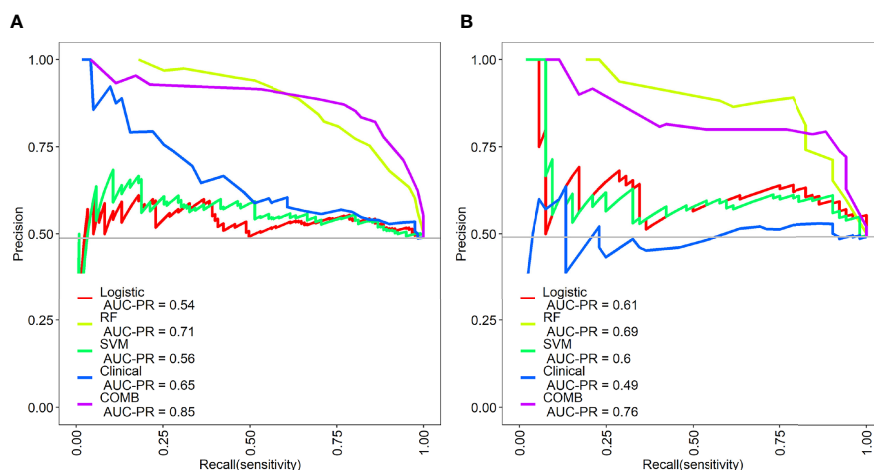 A
1.00
0.75
0.50
0.25
0.00
Precision
Logistic
AUC-PR = 0.54
RF
AUC-PR = 0.71
SVM
AUC-PR = 0.56
Clinical
AUC-PR = 0.65
COMB
AUC-PR = 0.85
0.00
0.25
0.50
0.75
1.00
Recall(sensitivity)
B
1.00
0.75
0.50
0.25
0.00
Precision
Logistic
AUC-PR = 0.61
RF
AUC-PR = 0.69
SVM
AUC-PR = 0.6
Clinical
AUC-PR = 0.49
COMB
AUC-PR = 0.76
0.00
0.25
0.50
0.75
1.00
Recall(sensitivity)